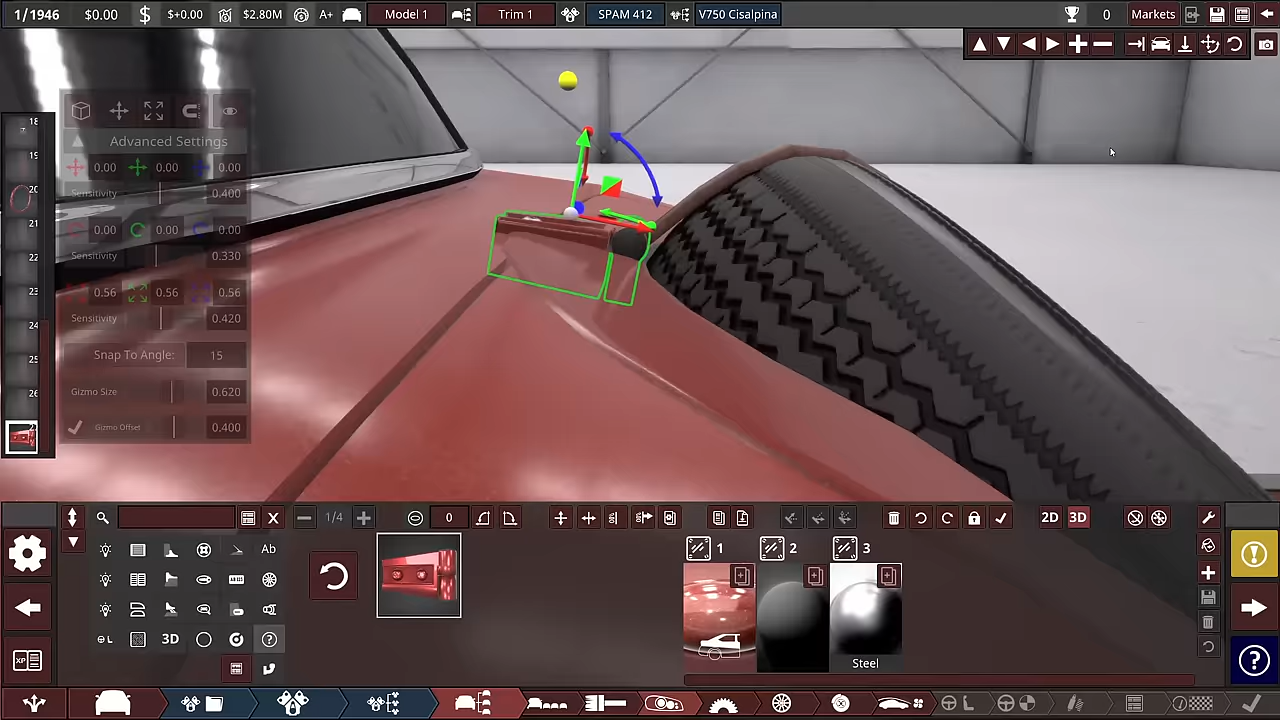 1/1946 $0.00 $+0.00 $2.80M A+ Model 1 Trim 1 SPAM 412 V750 Cisalpina 0 Markets
18
19
20
21
22
23
24
25
26
Advanced Settings
0.00 0.00 0.00
Sensitivity 0.400
0.00 0.00 0.00
Sensitivity 0.330
0.56 0.56 0.56
Sensitivity 0.420
Snap To Angle: 15
Gizmo Size 0.620
Gizmo Offset 0.400
1/4 0 2D 3D
Ab
3D
1 2 3
Steel
XP
L
L